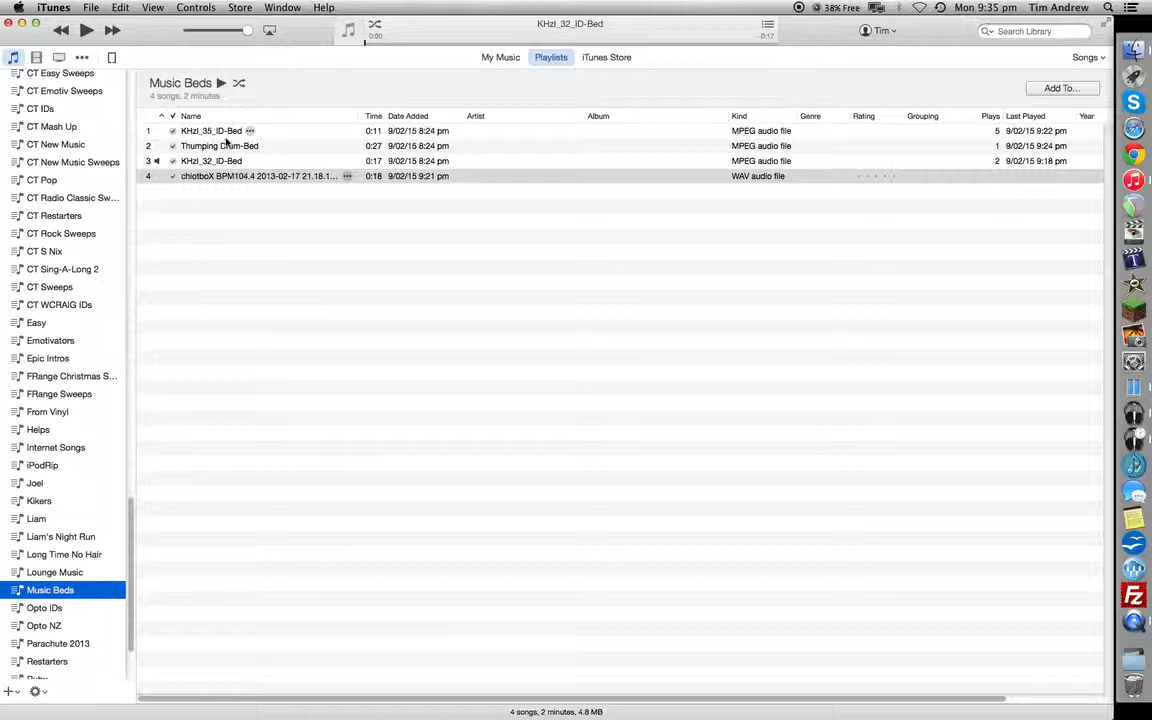 iTunes File Edit View Controls Store Window Help 38% Free Mon 9:35 pm Tim Andrew
KHzI_32_ID-Bed
0:00 -0:17
Tim Search Library
My Music Playlists iTunes Store Songs
Music Beds
4 songs, 2 minutes
Add To...
Name Time Date Added Artist Album Kind Genre Rating Grouping Plays Last Played Year
1 KHzI_35_ID-Bed 0:11 9/02/15 8:24 pm MPEG audio file 5 9/02/15 9:22 pm
2 Thumping Drum-Bed 0:27 9/02/15 8:24 pm MPEG audio file 1 9/02/15 9:24 pm
3 KHzI_32_ID-Bed 0:17 9/02/15 8:24 pm MPEG audio file 2 9/02/15 9:18 pm
4 chiotboX BPM104.4 2013-02-17 21.18.1... 0:18 9/02/15 9:21 pm WAV audio file
CT Easy Sweeps
CT Emotiv Sweeps
CT IDs
CT Mash Up
CT New Music
CT New Music Sweeps
CT Pop
CT Radio Classic Sw...
CT Restarters
CT Rock Sweeps
CT S Nix
CT Sing-A-Long 2
CT Sweeps
CT WCRAIG IDs
Easy
Emotivators
Epic Intros
FRange Christmas S...
FRange Sweeps
From Vinyl
Helps
Internet Songs
iPodRip
Joel
Kikers
Liam
Liam's Night Run
Long Time No Hair
Lounge Music
Music Beds
Opto IDs
Opto NZ
Parachute 2013
Restarters
4 songs, 2 minutes, 4.8 MB